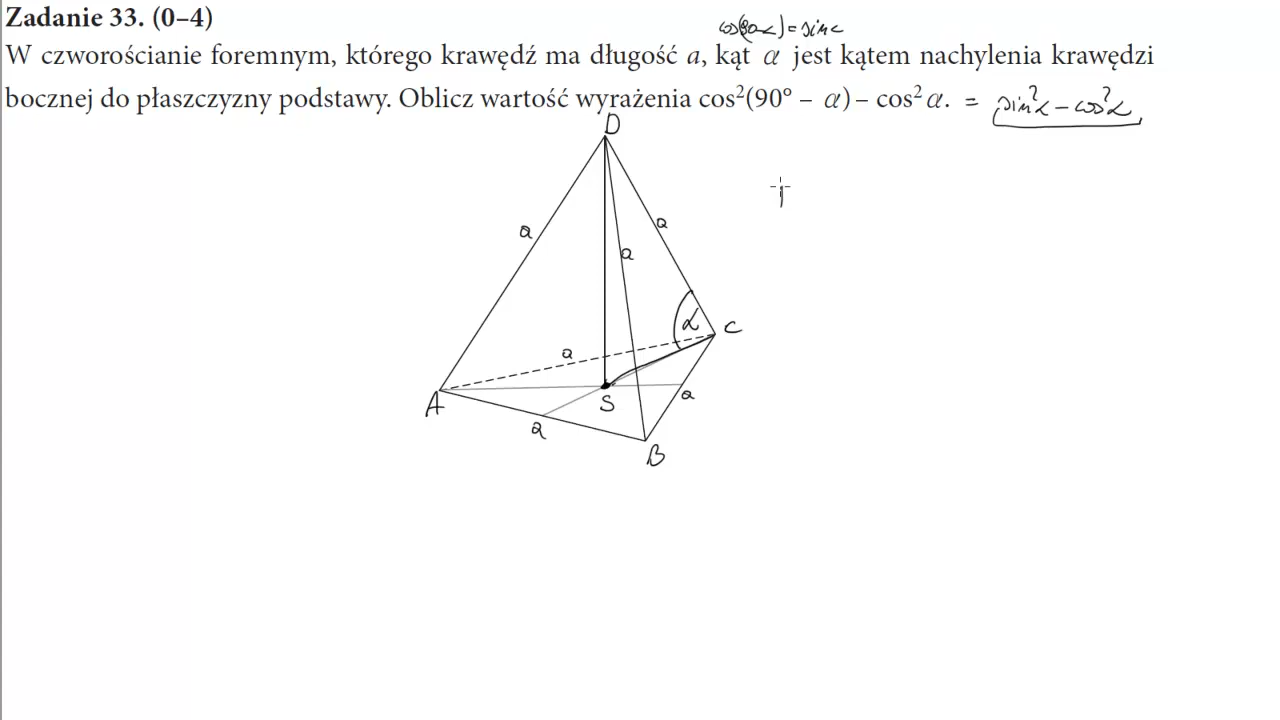 Zadanie 33. (0–4)
cos(90-α)=sinα
W czworościanie foremnym, którego krawędź ma długość a, kąt α jest kątem nachylenia krawędzi
bocznej do płaszczyzny podstawy. Oblicz wartość wyrażenia cos²(90° – α) – cos² α. = sin²α – cos²α
D
a
a
a
α
C
a
A
S
a
a
B